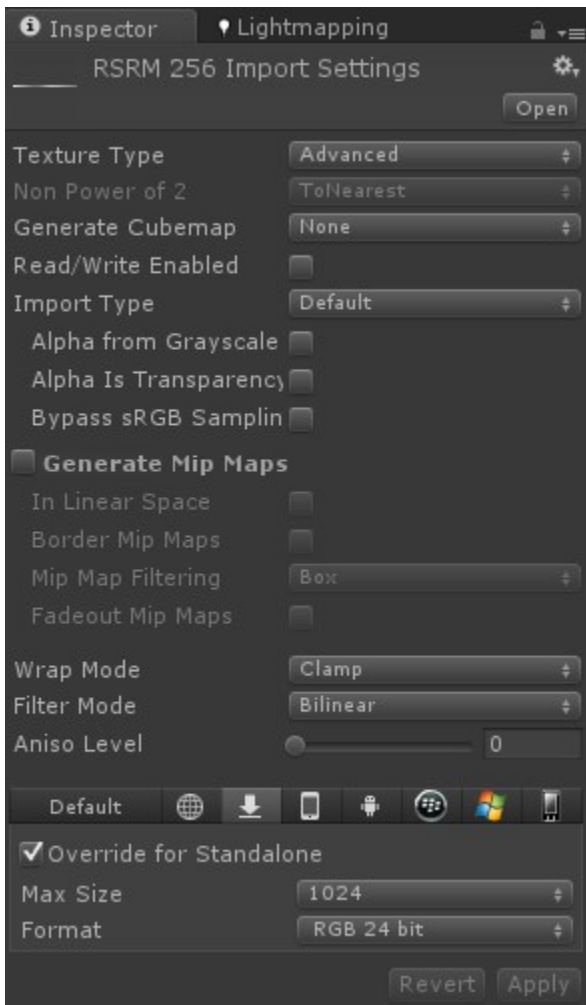 Inspector Lightmapping
RSRM 256 Import Settings
Open
Texture Type Advanced
Non Power of 2 ToNearest
Generate Cubemap None
Read/Write Enabled
Import Type Default
Alpha from Grayscale
Alpha Is Transparency
Bypass sRGB Samplin
Generate Mip Maps
In Linear Space
Border Mip Maps
Mip Map Filtering Box
Fadeout Mip Maps
Wrap Mode Clamp
Filter Mode Bilinear
Aniso Level 0
Default
Override for Standalone
Max Size 1024
Format RGB 24 bit
Revert Apply